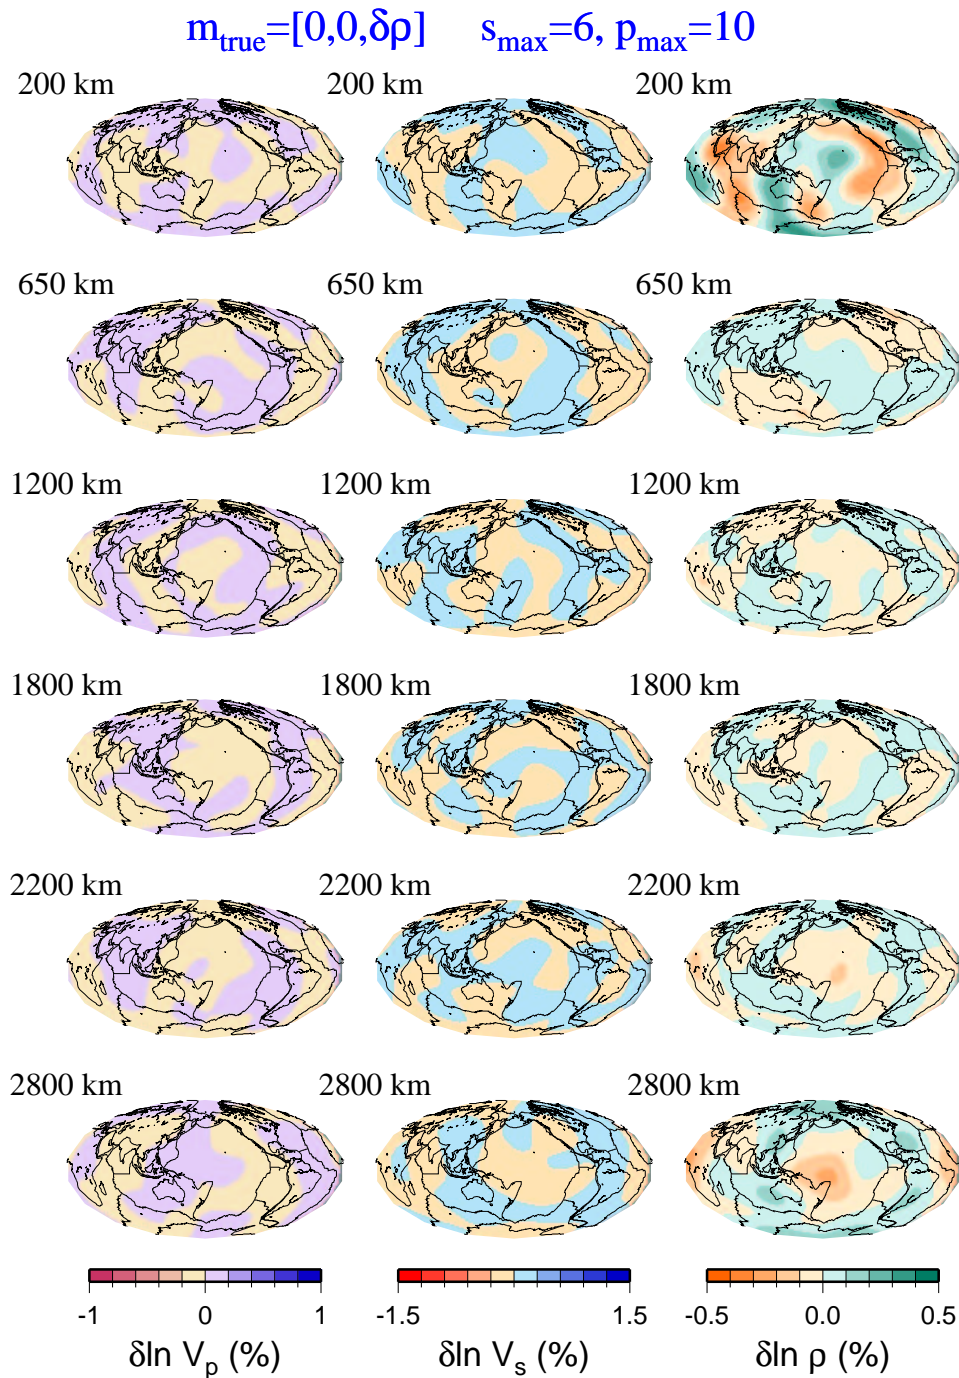 m_true=[0,0,δρ] s_max=6, p_max=10
200 km 200 km 200 km
650 km 650 km 650 km
1200 km 1200 km 1200 km
1800 km 1800 km 1800 km
2200 km 2200 km 2200 km
2800 km 2800 km 2800 km
-1 0 1 -1.5 1.5 -0.5 0.0 0.5
δln V_p (%) δln V_s (%) δln ρ (%)